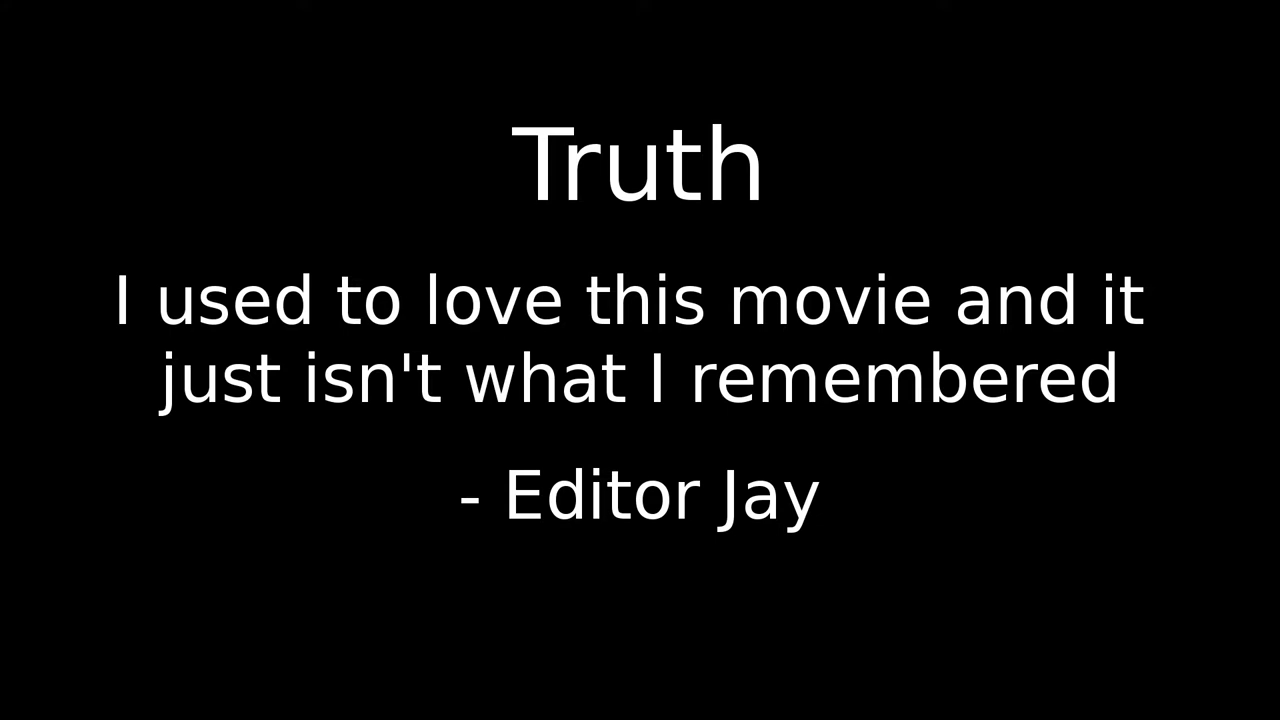 Truth
I used to love this movie and it
just isn't what I remembered
- Editor Jay